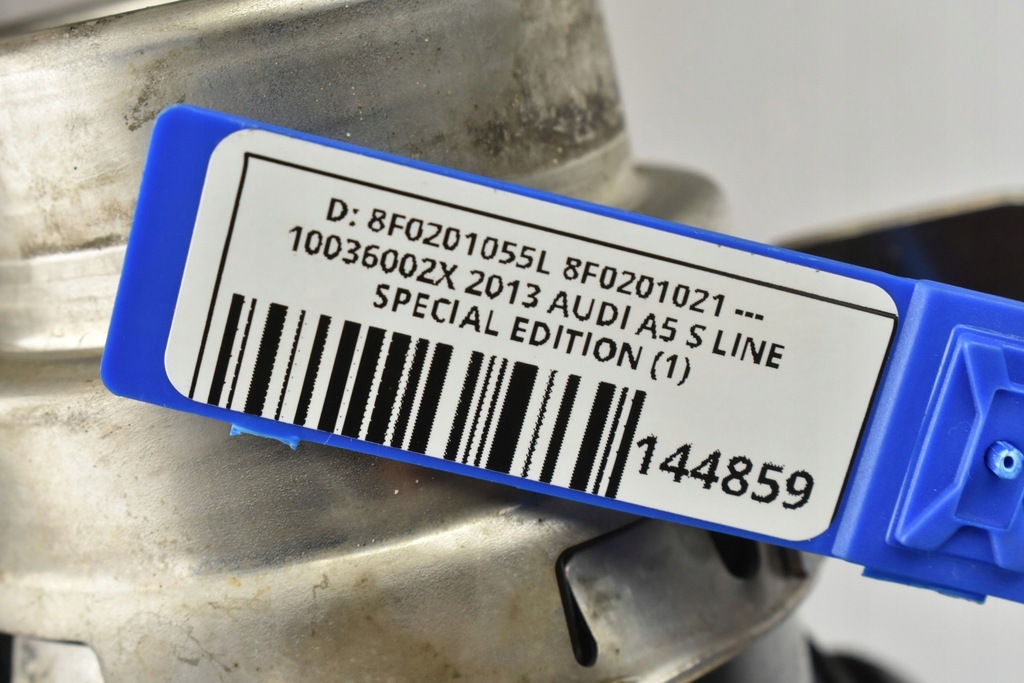 D: 8F0201055L 8F0201021 ---
10036002X 2013 AUDI A5 S LINE
SPECIAL EDITION (1)
144859